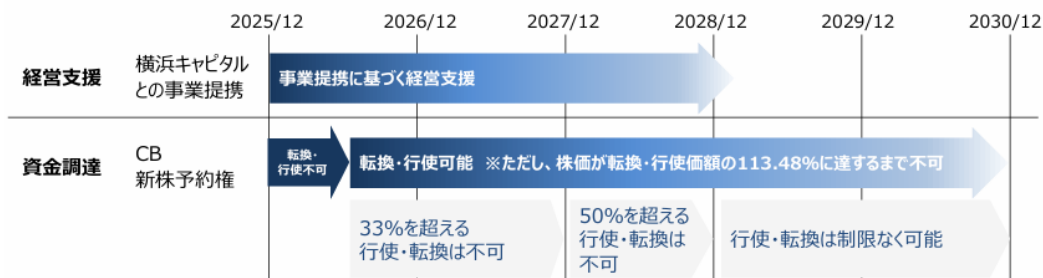 2025/12
2026/12
2027/12
2028/12
2029/12
2030/12
経営支援
横浜キャピタル
との事業提携
事業提携に基づく経営支援
資金調達
CB
新株予約権
転換・
行使不可
転換・行使可能 ※ただし、株価が転換・行使価額の113.48%に達するまで不可
33%を超える
行使・転換は不可
50%を超える
行使・転換は
不可
行使・転換は制限なく可能